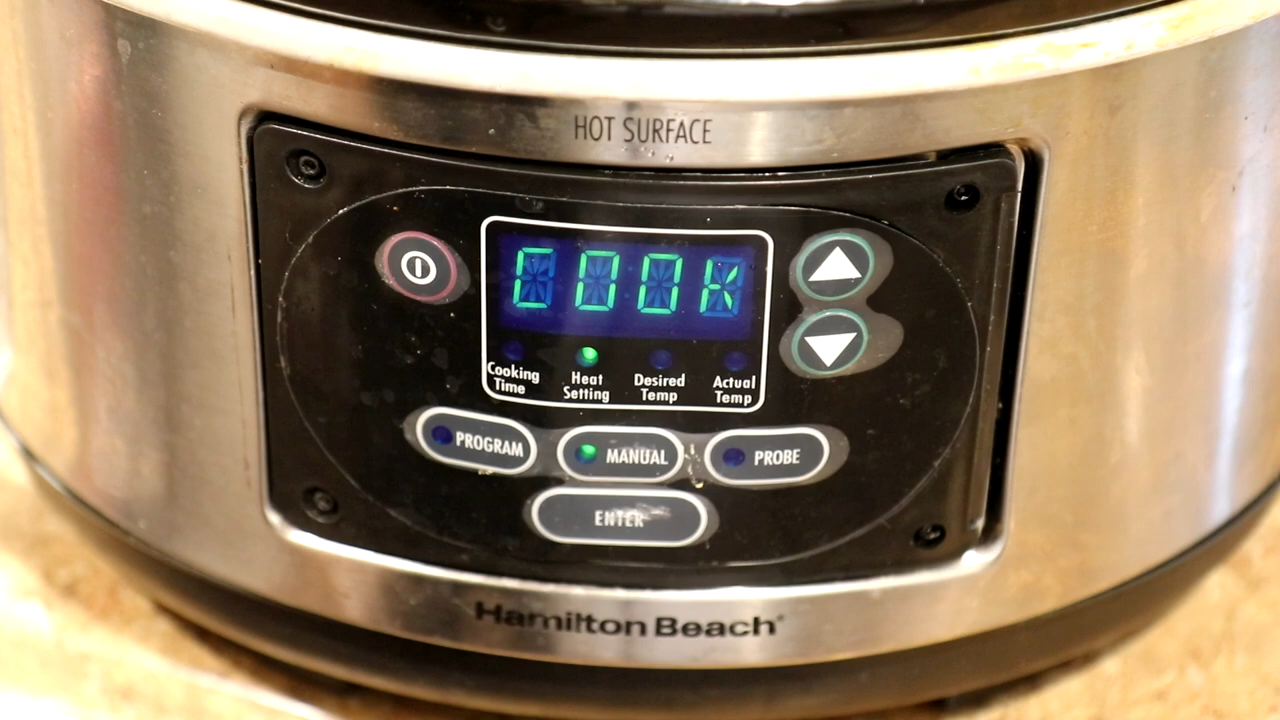 HOT SURFACE
COOK
Cooking Time
Heat Setting
Desired Temp
Actual Temp
PROGRAM
MANUAL
PROBE
ENTER
Hamilton Beach